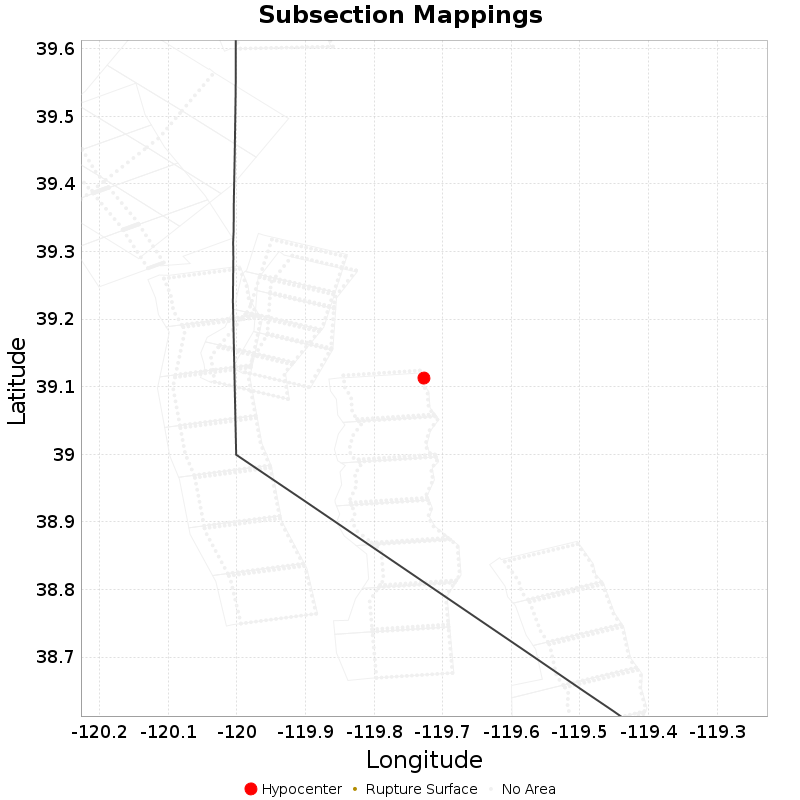 Subsection Mappings
39.6
39.5
39.4
39.3
39.2
39.1
39
38.9
38.8
38.7
Latitude
-120.2 -120.1 -120 -119.9 -119.8 -119.7 -119.6 -119.5 -119.4 -119.3
Longitude
Hypocenter Rupture Surface No Area